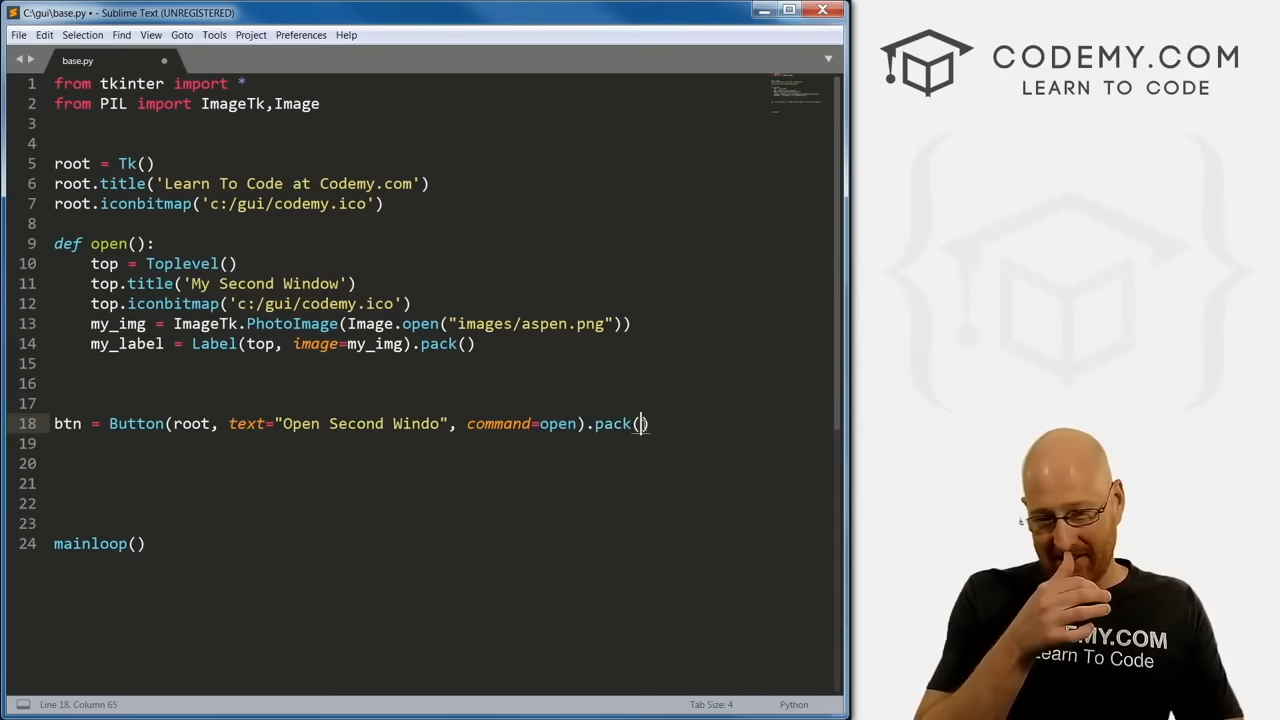 C:\gui\base.py • - Sublime Text (UNREGISTERED)
File Edit Selection Find View Goto Tools Project Preferences Help
base.py
1 from tkinter import *
2 from PIL import ImageTk,Image
3
4
5 root = Tk()
6 root.title('Learn To Code at Codemy.com')
7 root.iconbitmap('c:/gui/codemy.ico')
8
9 def open():
10 top = Toplevel()
11 top.title('My Second Window')
12 top.iconbitmap('c:/gui/codemy.ico')
13 my_img = ImageTk.PhotoImage(Image.open("images/aspen.png"))
14 my_label = Label(top, image=my_img).pack()
15
16
17
18 btn = Button(root, text="Open Second Windo", command=open).pack()
19
20
21
22
23
24 mainloop()
Line 18, Column 65
Tab Size: 4
Python
CODEMY.COM
LEARN TO CODE
MY.COM
earn To Code